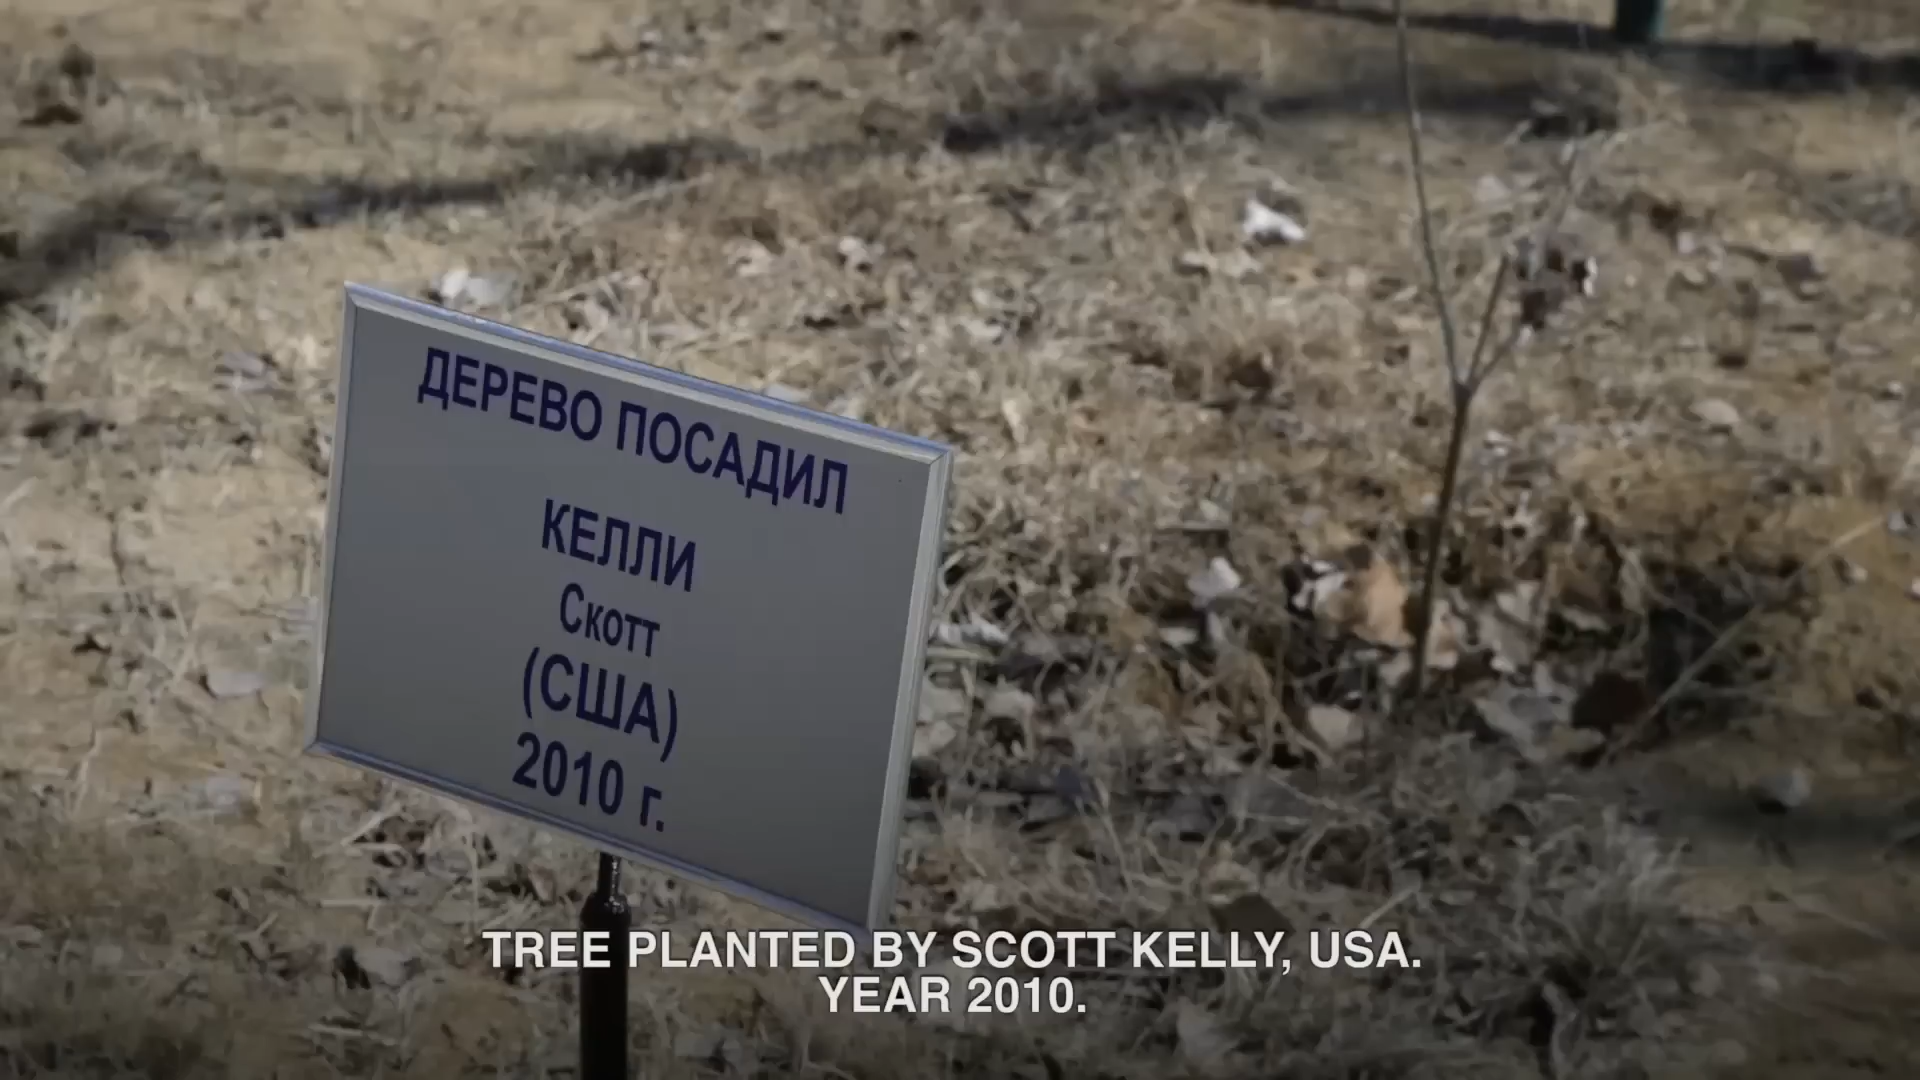 ДЕРЕВО ПОСАДИЛ
КЕЛЛИ
Скотт
(США)
2010 г.
TREE PLANTED BY SCOTT KELLY, USA.
YEAR 2010.